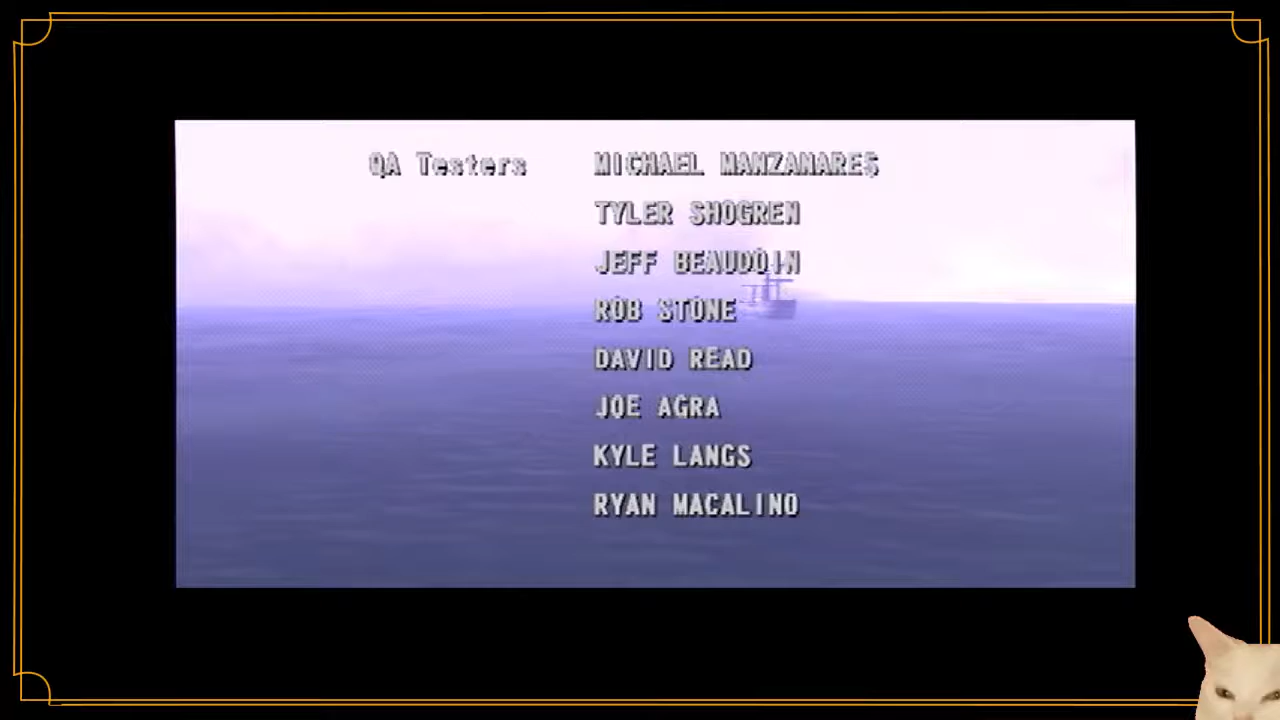 QA Testers MICHAEL MANZANARES
TYLER SHOGREN
JEFF BEAUDOIN
ROB STONE
DAVID READ
JOE AGRA
KYLE LANGS
RYAN MACALINO